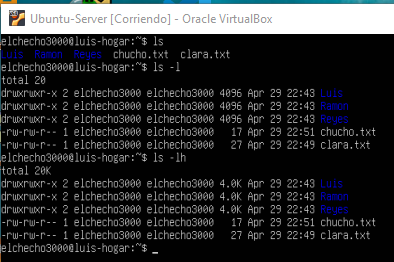 Ubuntu-Server [Corriendo] - Oracle VirtualBox
elchecho3000@luis-hogar:~$ ls
Luis Ramon Reyes chucho.txt clara.txt
elchecho3000@luis-hogar:~$ ls -l
total 20
drwxrwxr-x 2 elchecho3000 elchecho3000 4096 Apr 29 22:43 Luis
drwxrwxr-x 2 elchecho3000 elchecho3000 4096 Apr 29 22:43 Ramon
drwxrwxr-x 2 elchecho3000 elchecho3000 4096 Apr 29 22:43 Reyes
-rw-rw-r-- 1 elchecho3000 elchecho3000 17 Apr 29 22:51 chucho.txt
-rw-rw-r-- 1 elchecho3000 elchecho3000 27 Apr 29 22:49 clara.txt
elchecho3000@luis-hogar:~$ ls -lh
total 20K
drwxrwxr-x 2 elchecho3000 elchecho3000 4.0K Apr 29 22:43 Luis
drwxrwxr-x 2 elchecho3000 elchecho3000 4.0K Apr 29 22:43 Ramon
drwxrwxr-x 2 elchecho3000 elchecho3000 4.0K Apr 29 22:43 Reyes
-rw-rw-r-- 1 elchecho3000 elchecho3000 17 Apr 29 22:51 chucho.txt
-rw-rw-r-- 1 elchecho3000 elchecho3000 27 Apr 29 22:49 clara.txt
elchecho3000@luis-hogar:~$ _